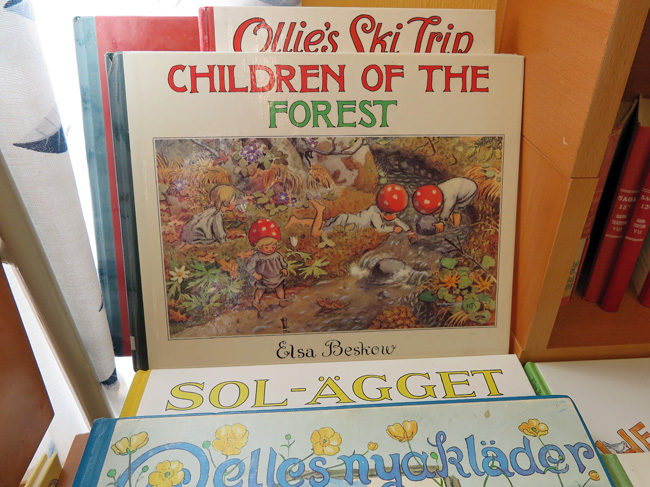 Ollie's Ski Trip
CHILDREN OF THE
FOREST
Elsa Beskow
SOL-ÄGGET
Pelles nya kläder